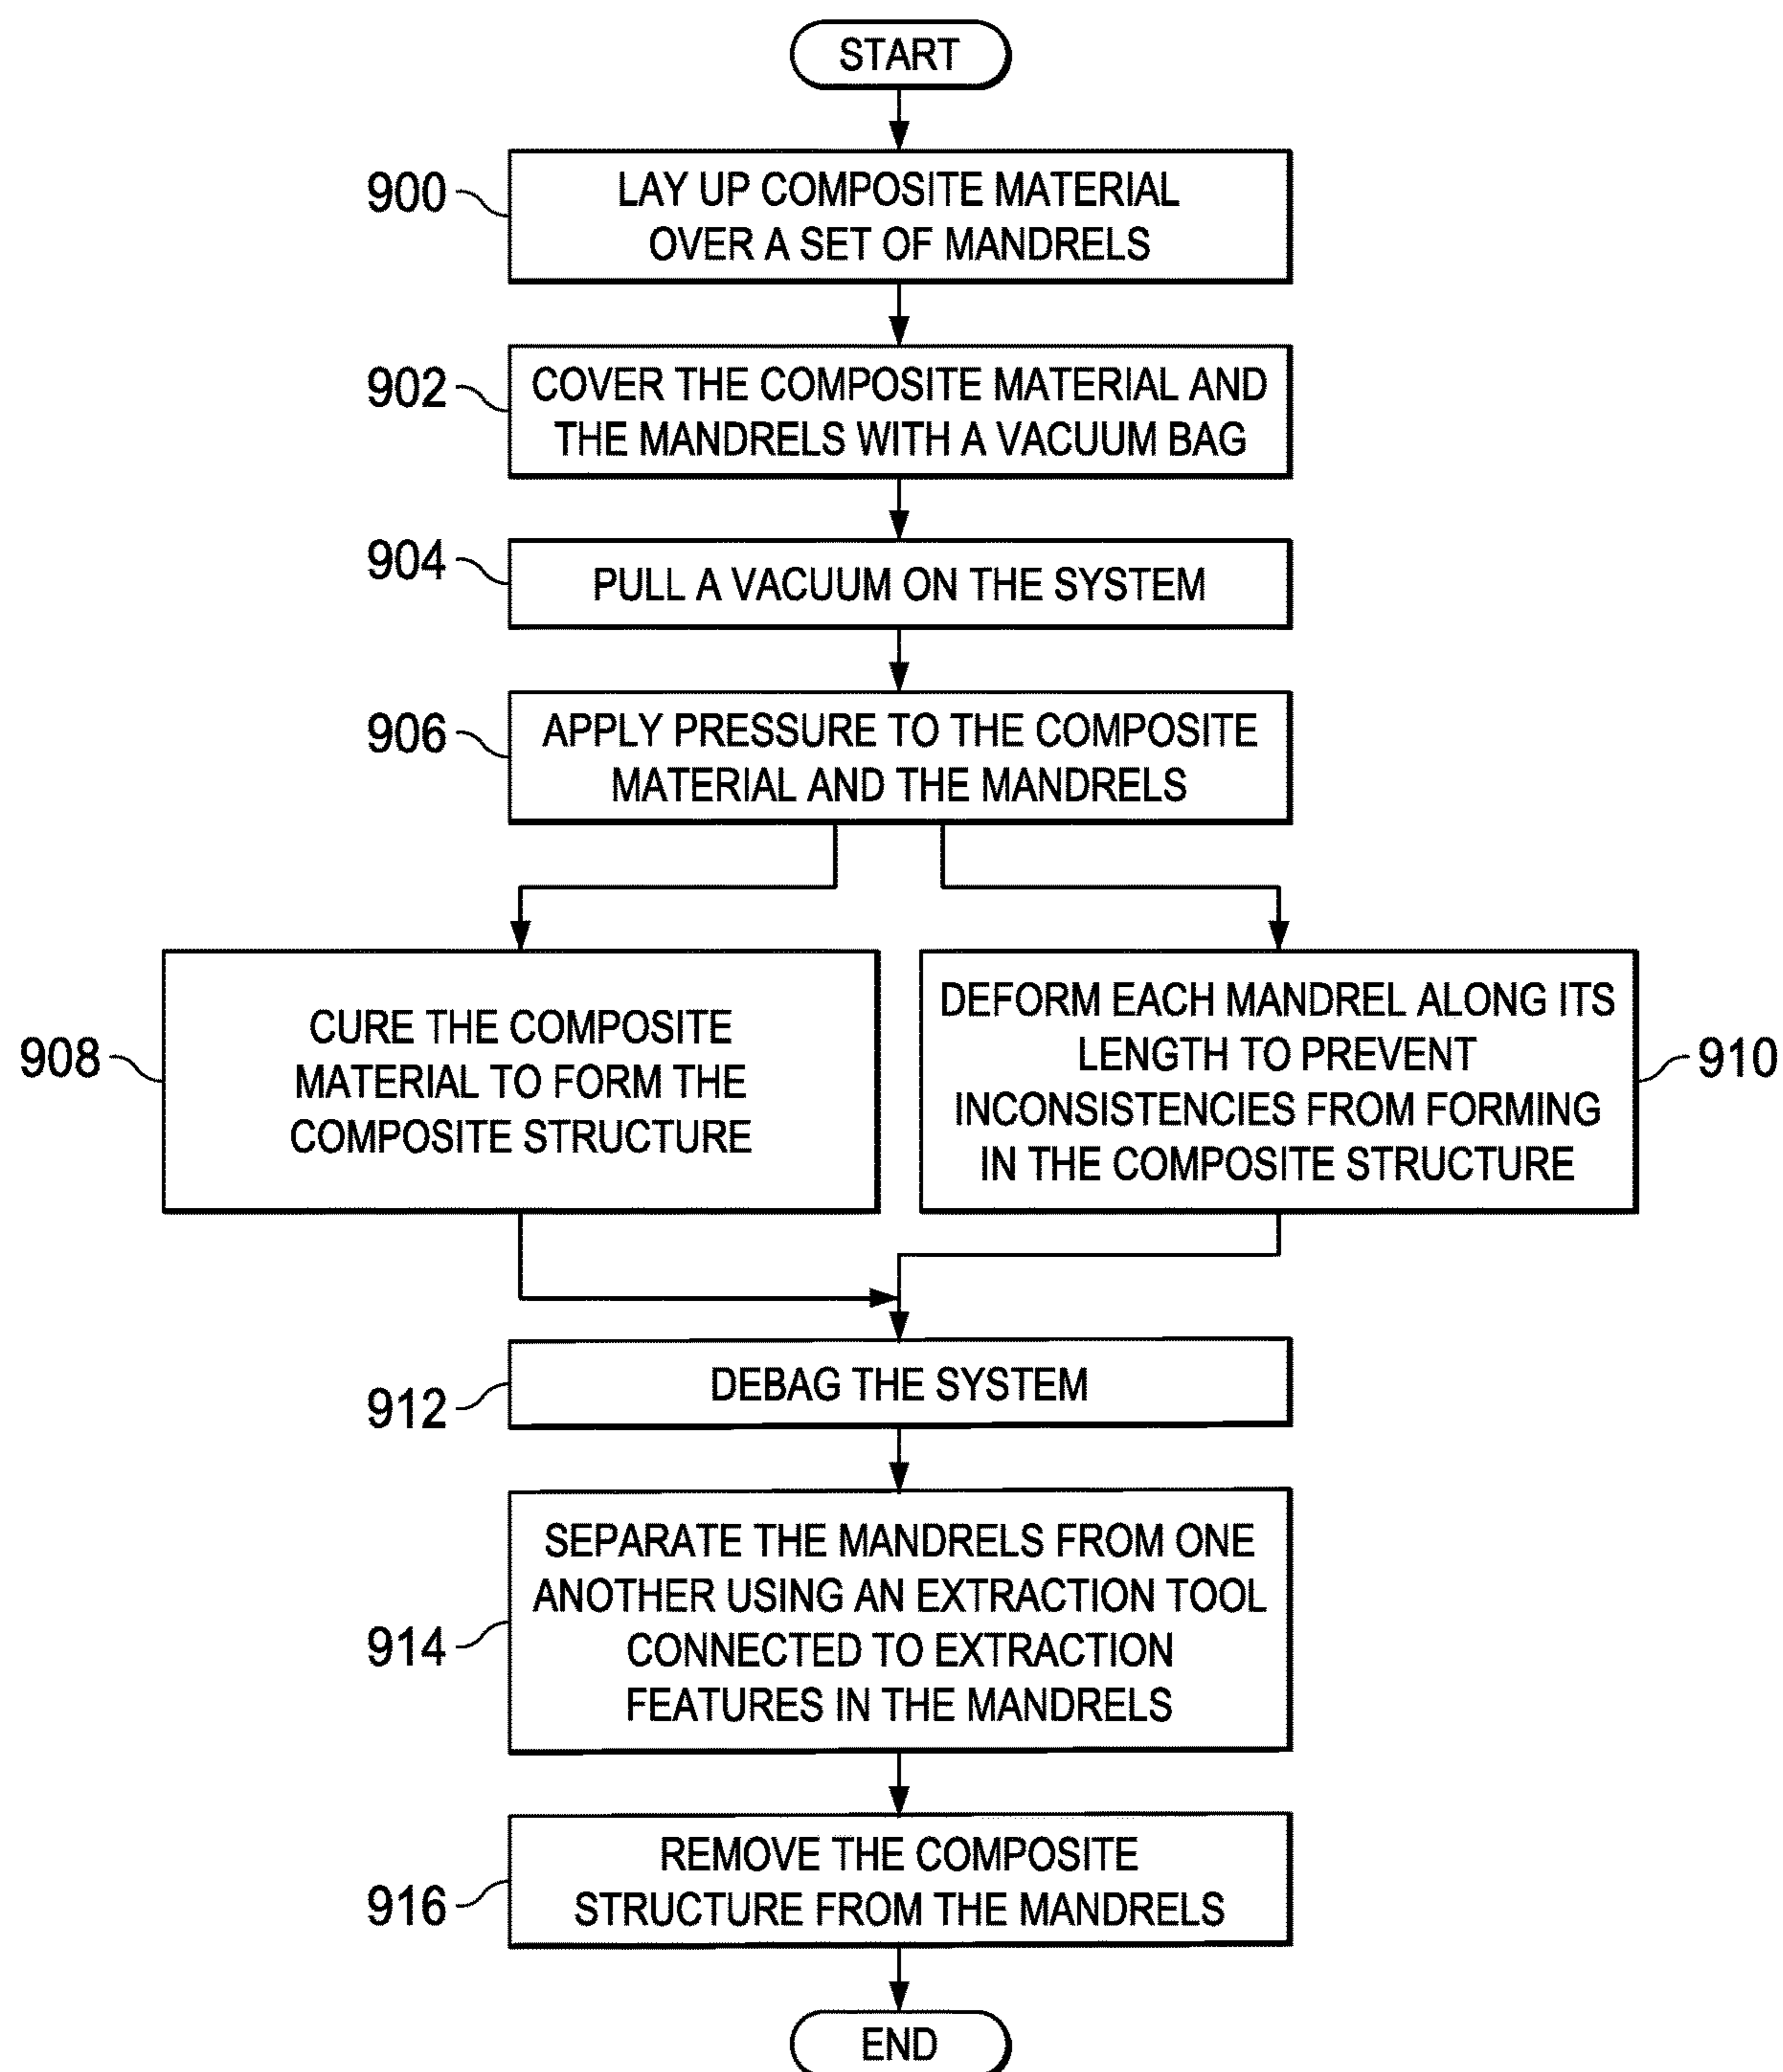 START
900
LAY UP COMPOSITE MATERIAL
OVER A SET OF MANDRELS
902
COVER THE COMPOSITE MATERIAL AND
THE MANDRELS WITH A VACUUM BAG
904
PULL A VACUUM ON THE SYSTEM
906
APPLY PRESSURE TO THE COMPOSITE
MATERIAL AND THE MANDRELS
908
CURE THE COMPOSITE
MATERIAL TO FORM THE
COMPOSITE STRUCTURE
DEFORM EACH MANDREL ALONG ITS
LENGTH TO PREVENT
INCONSISTENCIES FROM FORMING
IN THE COMPOSITE STRUCTURE
910
912
DEBAG THE SYSTEM
914
SEPARATE THE MANDRELS FROM ONE
ANOTHER USING AN EXTRACTION TOOL
CONNECTED TO EXTRACTION
FEATURES IN THE MANDRELS
916
REMOVE THE COMPOSITE
STRUCTURE FROM THE MANDRELS
END